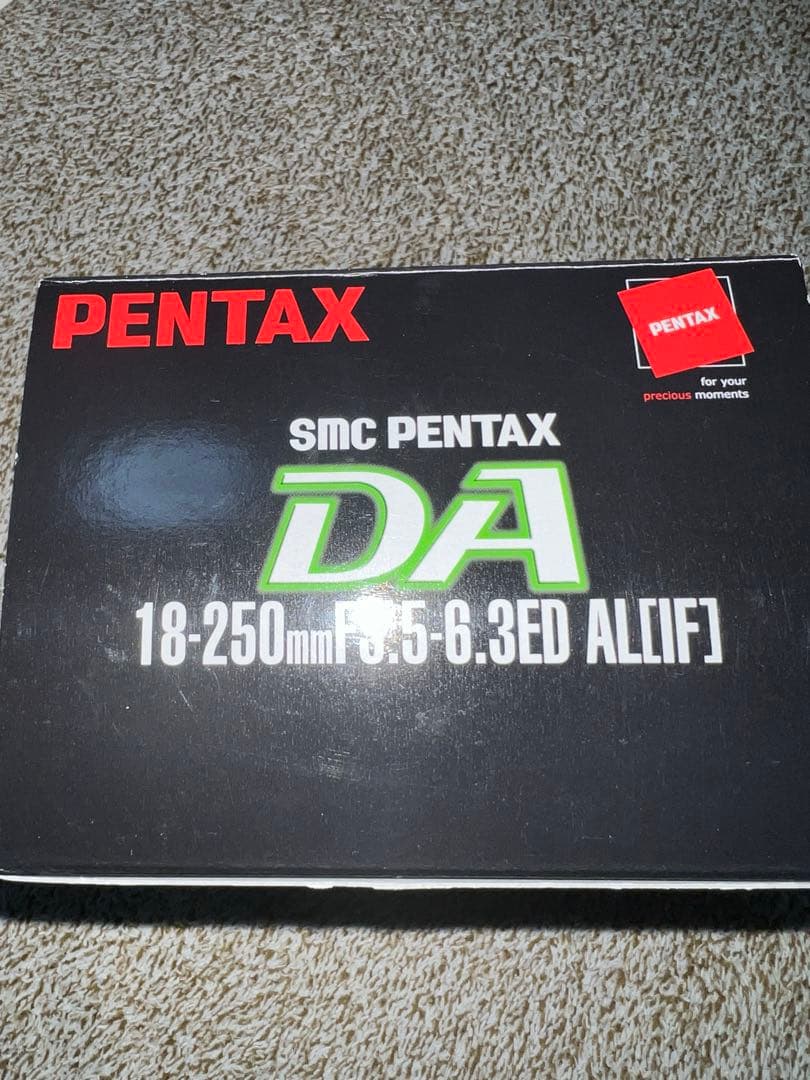 PENTAX
PENTAX
for your
precious moments
smc PENTAX
DA
18-250mm F3.5-6.3ED AL[IF]